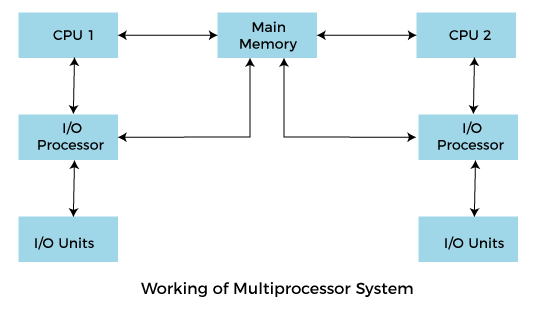 CPU 1
Main
Memory
CPU 2
I/O
Processor
I/O
Processor
I/O Units
I/O Units
Working of Multiprocessor System